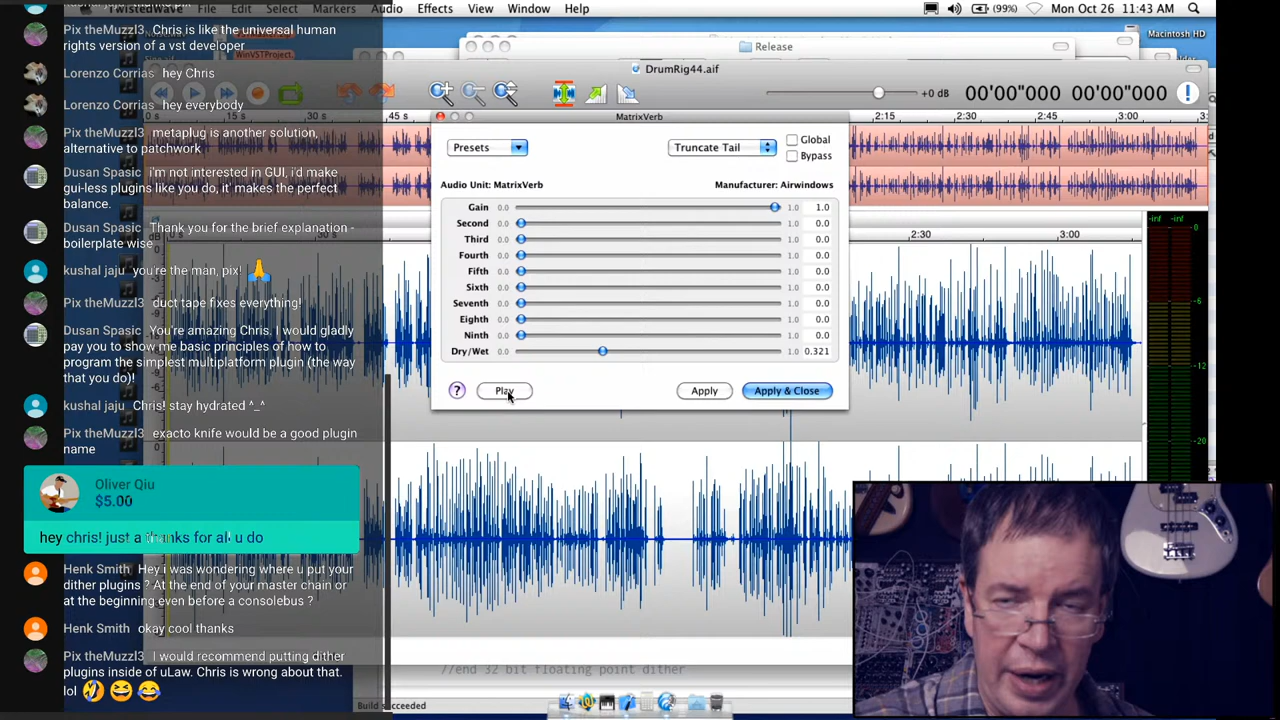 TwistedWave File Edit Select Markers Audio Effects View Window Help (99%) Mon Oct 26 11:43 AM
Macintosh HD
Pix theMuzzl3 Chris is like the universal human
rights version of a vst developer
WinVSTProject
Lorenzo Corrias hey Chris
Lorenzo Corrias hey everybody
Pix theMuzzl3 metaplug is another solution,
alternative to patchwork
Dusan Spasic i'm not interested in GUI, i'd make
gui-less plugins like you do, it' makes the perfect
balance.
Dusan Spasic Thank you for the brief explanation -
boilerplate wise
kushal jaju you're the man, pix! 🙏
Pix theMuzzl3 duct tape fixes everything!
Dusan Spasic You're amazing Chris, I would gladly
pay you to show me basic principles of how to
program the simplest multiplatform plugin (the way
that you do)!
kushal jaju Chris! stay hydrated ^_^
Pix theMuzzl3 exacto knife would be a good plugin
name
Oliver Qiu
$5.00
hey chris! just a thanks for all u do
Henk Smith Hey i was wondering where u put your
dither plugins ? At the end of your master chain or
at the beginning even before a consolebus ?
Henk Smith okay cool thanks
Pix theMuzzl3 I would recommend putting dither
plugins inside of uLaw. Chris is wrong about that.
lol 🤣😆😂
Release
DrumRig44.aif
+0 dB 00'00"000 00'00"000
0 s 15 s 30 s 45 s 2:15 2:30 2:45 3:00
MatrixVerb
Presets Truncate Tail Global
Bypass
Audio Unit: MatrixVerb Manufacturer: Airwindows
Gain 0.0 1.0 1.0
Second 0.0 1.0 0.0
Third 0.0 1.0 0.0
Fourth 0.0 1.0 0.0
Fifth 0.0 1.0 0.0
Sixth 0.0 1.0 0.0
Seventh 0.0 1.0 0.0
Eighth 0.0 1.0 0.0
Ninth 0.0 1.0 0.0
Dry/Wet 0.0 1.0 0.321
? Play Apply Apply & Close
0 s 30 s 2:30 3:00
-inf -inf
0
-6
-12
-20
//end 32 bit floating point dither
Build succeeded